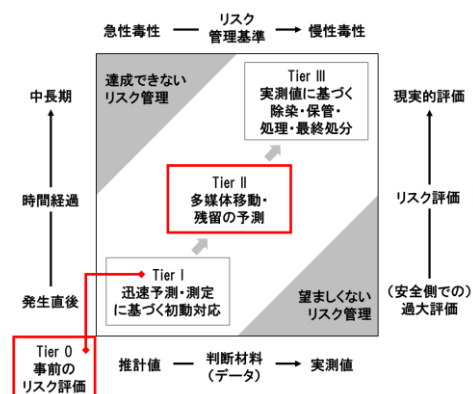 急性毒性
リスク
管理基準
慢性毒性
達成できない
リスク管理
Tier Ⅲ
実測値に基づく
除染・保管・
処理・最終処分
中長期
時間経過
発生直後
現実的評価
リスク評価
(安全側での)
過大評価
Tier Ⅱ
多媒体移動・
残留の予測
Tier Ⅰ
迅速予測・測定
に基づく初動対応
望ましくない
リスク管理
Tier 0
事前の
リスク評価
推計値
判断材料
(データ)
実測値